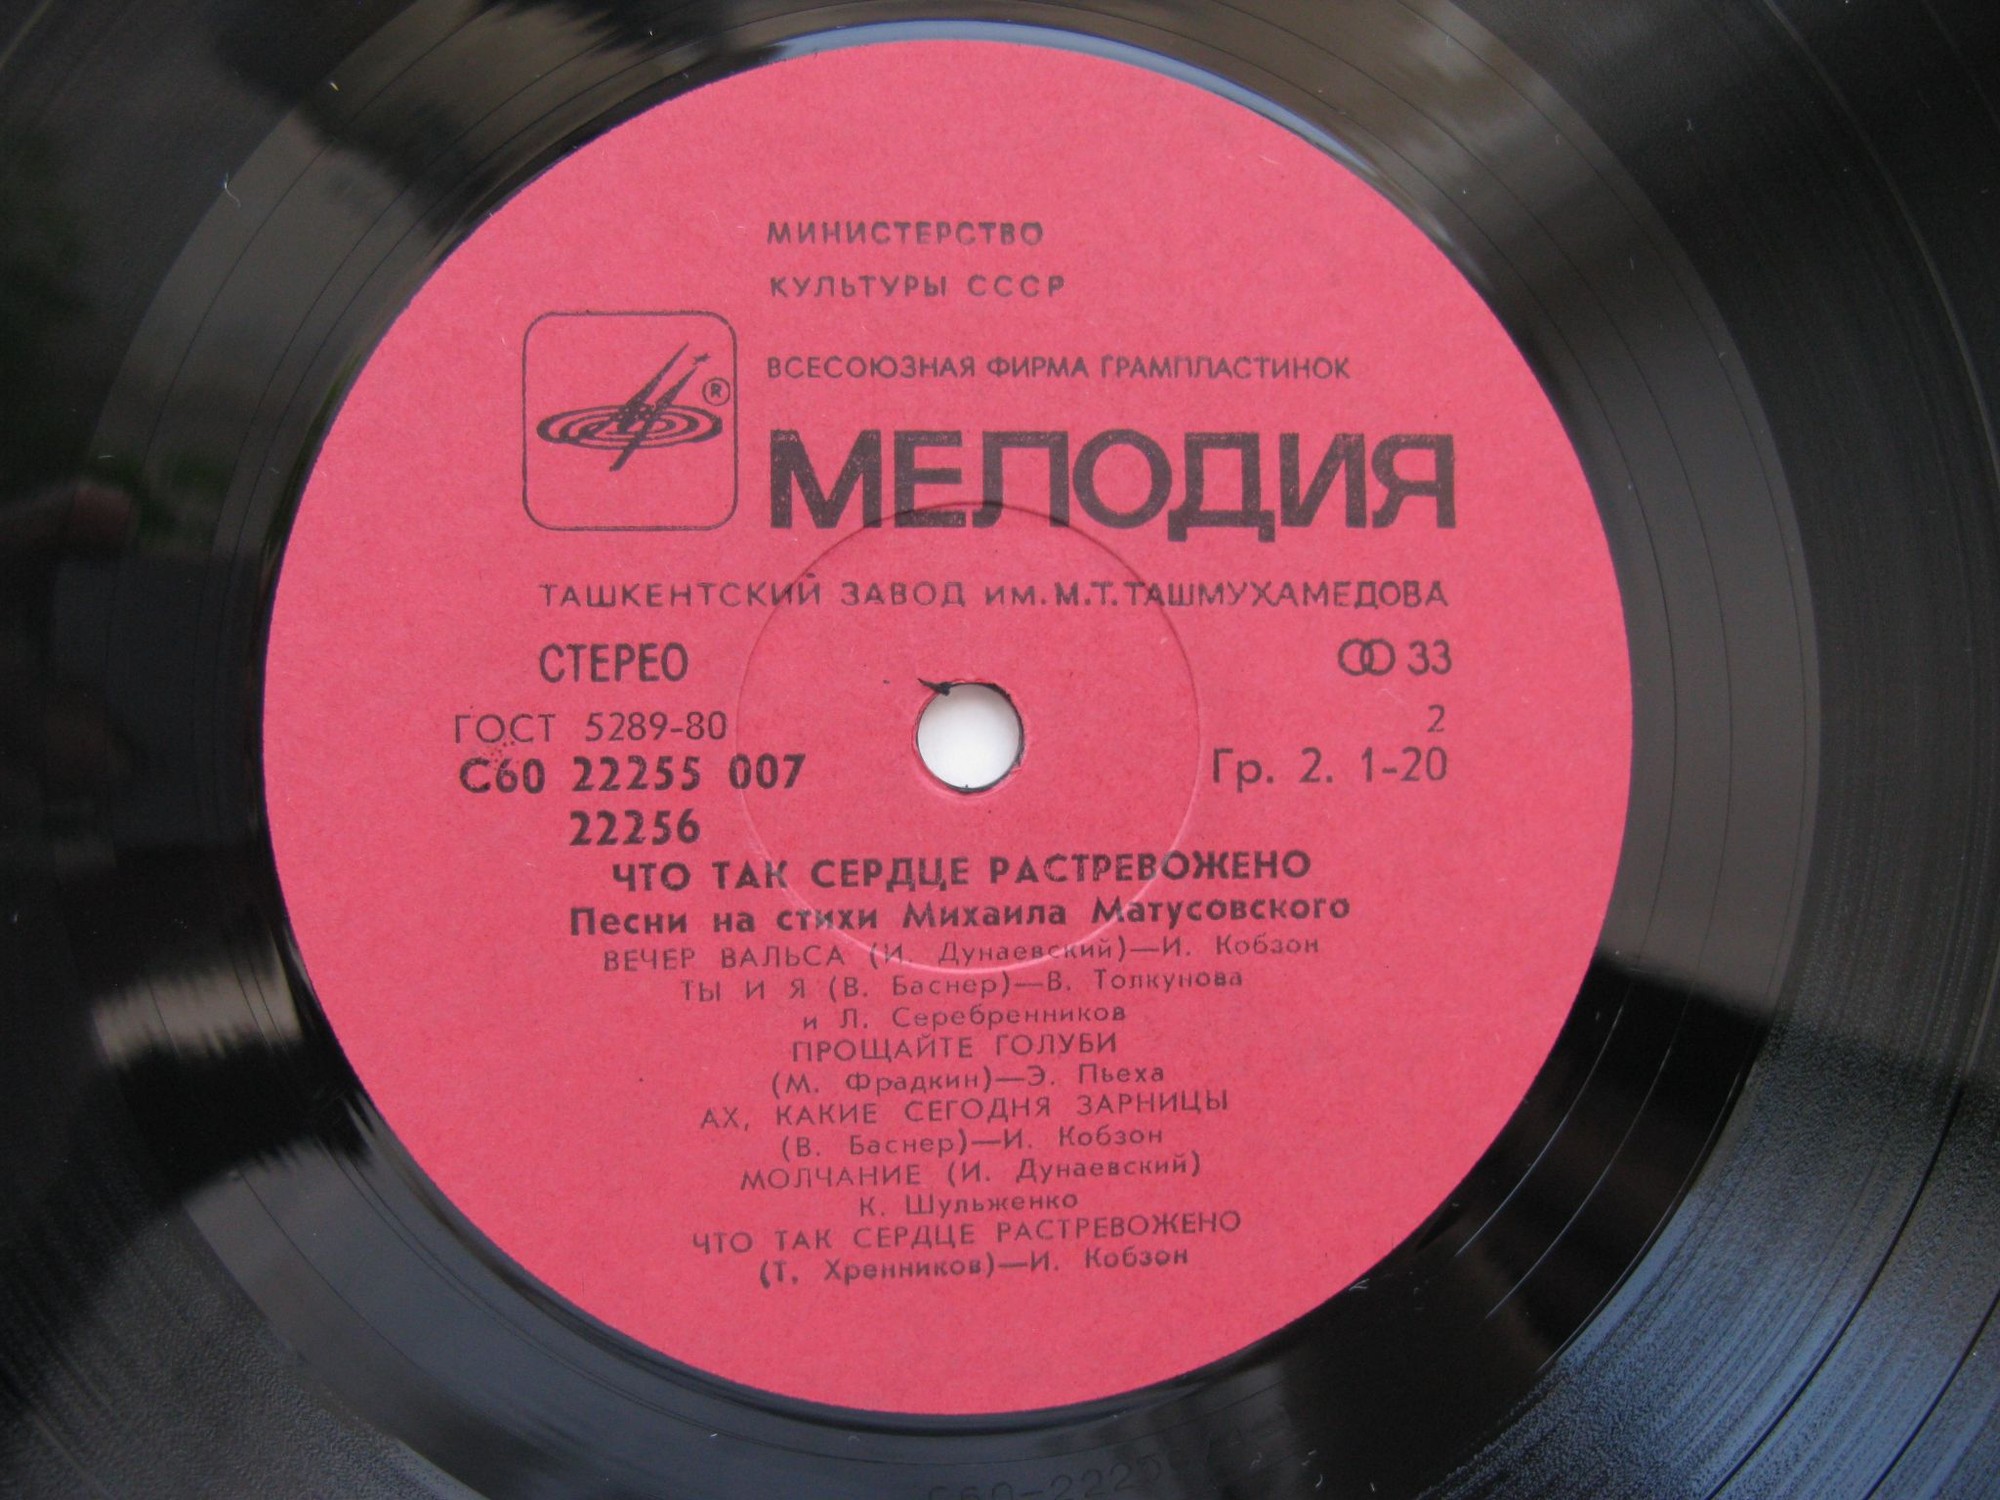 МИНИСТЕРСТВО
КУЛЬТУРЫ СССР
ВСЕСОЮЗНАЯ ФИРМА ГРАМПЛАСТИНОК
®
МЕЛОДИЯ
ТАШКЕНТСКИЙ ЗАВОД ИМ. М.Т. ТАШМУХАМЕДОВА
СТЕРЕО 33
ГОСТ 5289-80 2
С60 22255 007 Гр. 2. 1-20
22256
ЧТО ТАК СЕРДЦЕ РАСТРЕВОЖЕНО
Песни на стихи Михаила Матусовского
ВЕЧЕР ВАЛЬСА (И. Дунаевский)—И. Кобзон
ТЫ И Я (В. Баснер)—В. Толкунова
и Л. Серебренников
ПРОЩАЙТЕ ГОЛУБИ
(М. Фрадкин)—Э. Пьеха
АХ, КАКИЕ СЕГОДНЯ ЗАРНИЦЫ
(В. Баснер)—И. Кобзон
МОЛЧАНИЕ (И. Дунаевский)
К. Шульженко
ЧТО ТАК СЕРДЦЕ РАСТРЕВОЖЕНО
(Т. Хренников)—И. Кобзон